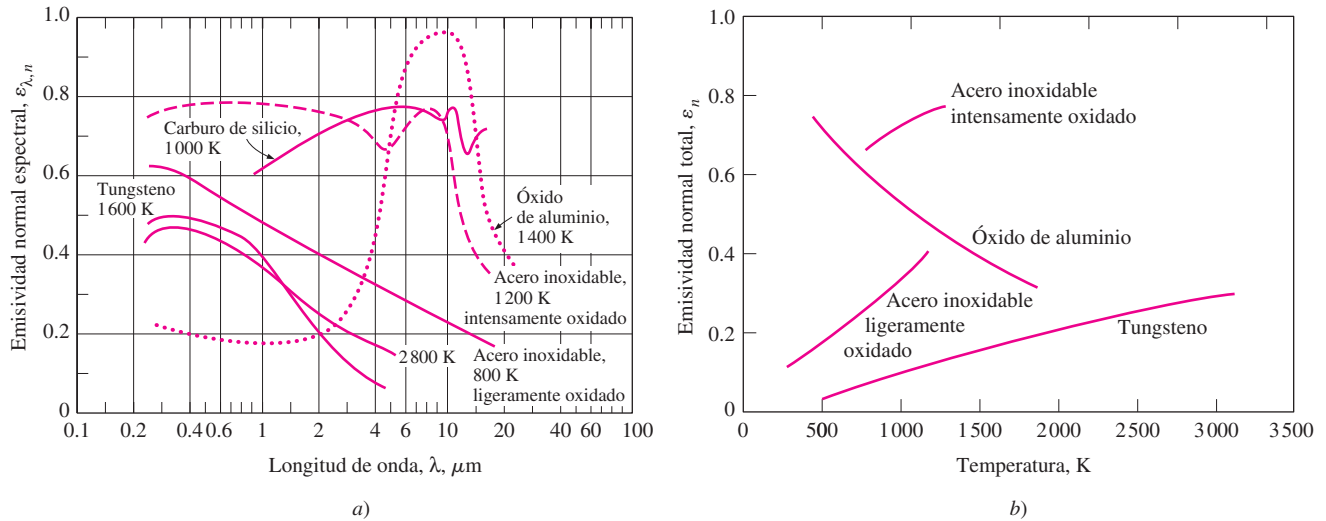 Emisividad normal espectral, ελ,n
1.0
0.8
0.6
0.4
0.2
0
Carburo de silicio,
1 000 K
Tungsteno
1 600 K
Óxido
de aluminio,
1 400 K
Acero inoxidable,
1 200 K
intensamente oxidado
2 800 K
Acero inoxidable,
800 K
ligeramente oxidado
0.1 0.2 0.4 0.6 1 2 4 6 10 20 40 60 100
Longitud de onda, λ, μm
a)
Emisividad normal total, εn
1.0
0.8
0.6
0.4
0.2
0
Acero inoxidable
intensamente oxidado
Óxido de aluminio
Acero inoxidable
ligeramente
oxidado
Tungsteno
0 500 1 000 1 500 2 000 2 500 3 000 3 500
Temperatura, K
b)